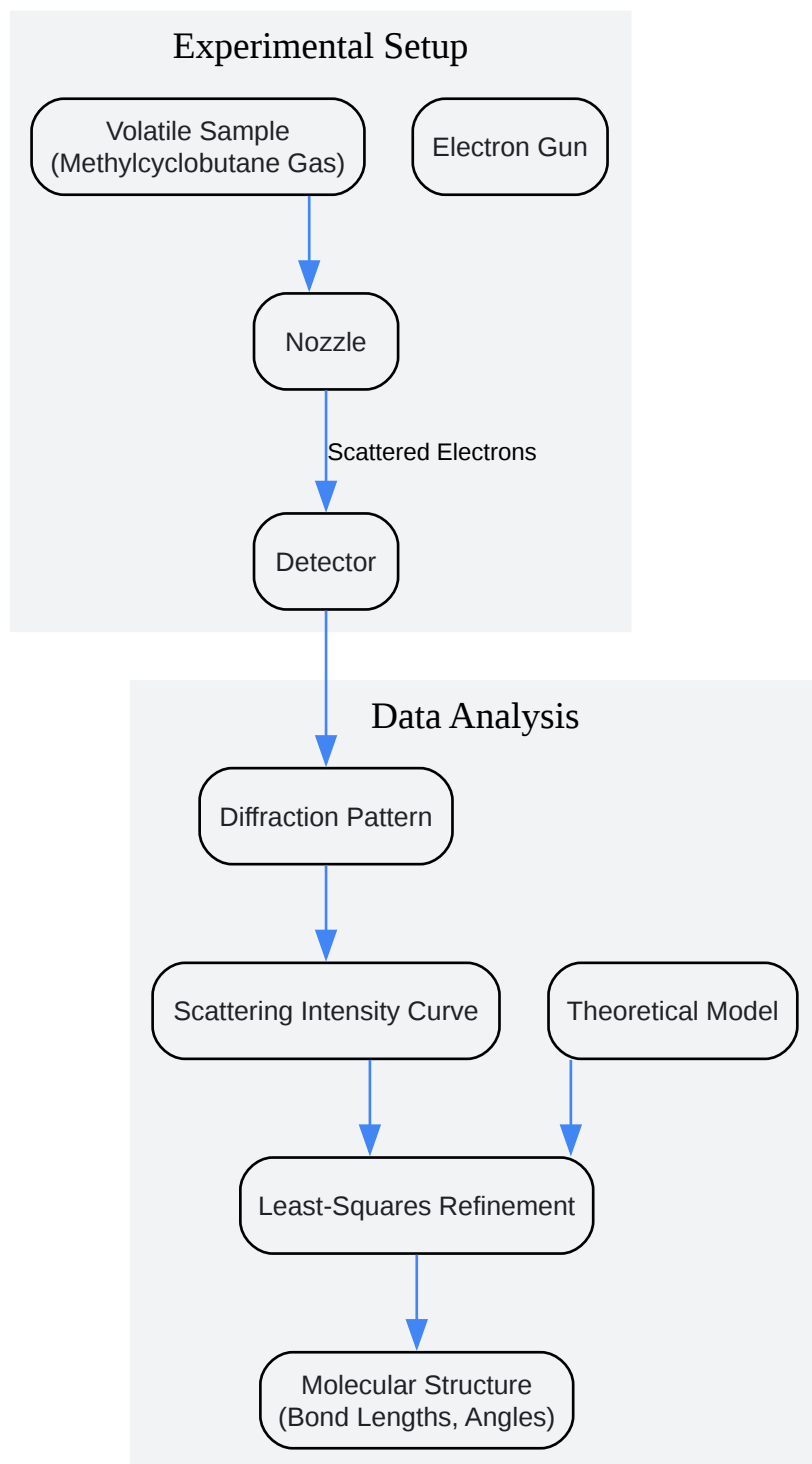 Experimental Setup
Volatile Sample
(Methylcyclobutane Gas)
Electron Gun
Nozzle
Scattered Electrons
Detector
Data Analysis
Diffraction Pattern
Scattering Intensity Curve
Theoretical Model
Least-Squares Refinement
Molecular Structure
(Bond Lengths, Angles)